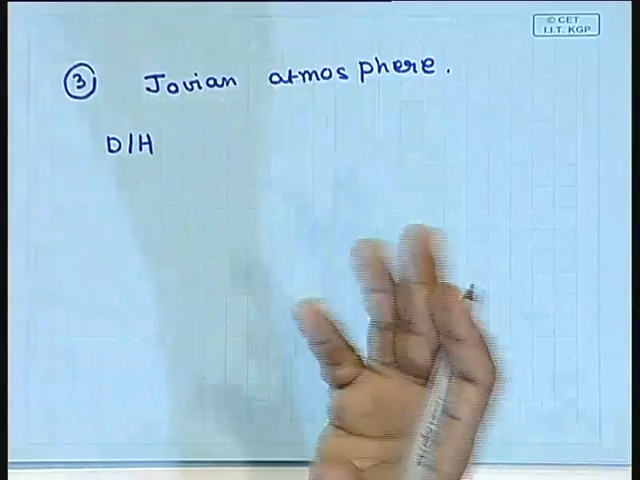 © CET
I.I.T. KGP
③ Jovian atmosphere.
D/H